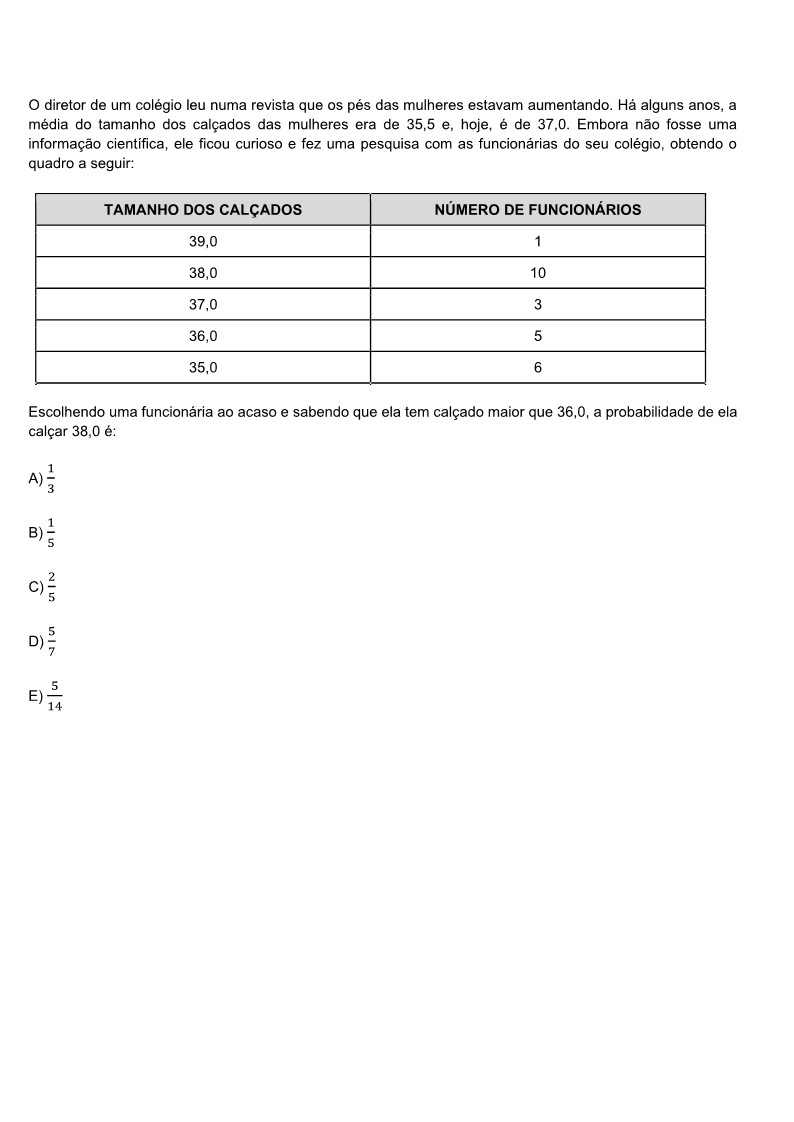 O diretor de um colégio leu numa revista que os pés das mulheres estavam aumentando. Há alguns anos, a
média do tamanho dos calçados das mulheres era de 35,5 e, hoje, é de 37,0. Embora não fosse uma
informação científica, ele ficou curioso e fez uma pesquisa com as funcionárias do seu colégio, obtendo o
quadro a seguir:
TAMANHO DOS CALÇADOS NÚMERO DE FUNCIONÁRIOS
39,0 1
38,0 10
37,0 3
36,0 5
35,0 6
Escolhendo uma funcionária ao acaso e sabendo que ela tem calçado maior que 36,0, a probabilidade de ela
calçar 38,0 é:
A) 1/3
B) 1/5
C) 2/5
D) 5/7
E) 5/14